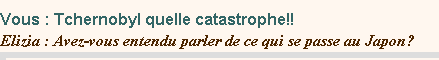 Vous : Tchernobyl quelle catastrophe!!
Elizia : Avez-vous entendu parler de ce qui se passe au Japon?